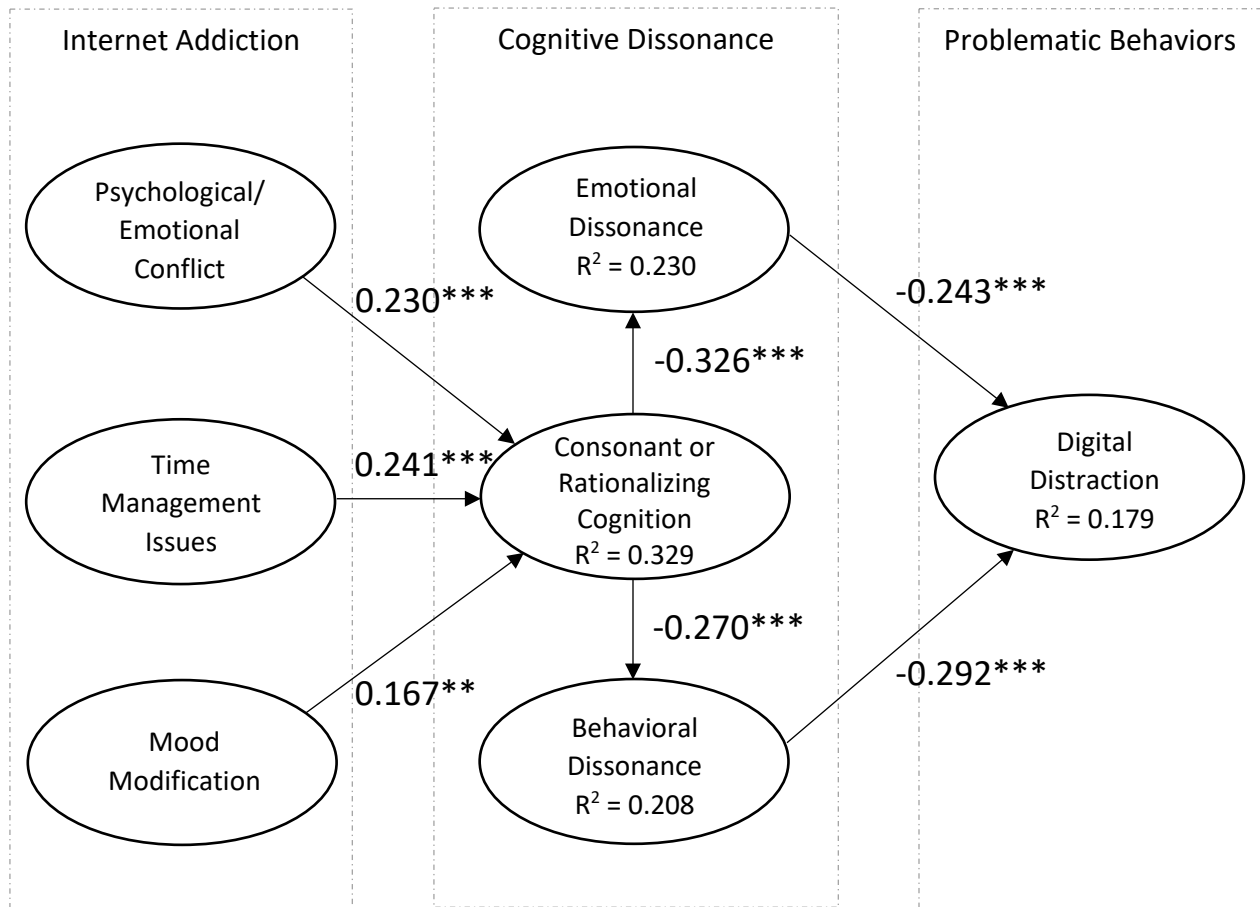 Internet Addiction
Cognitive Dissonance
Problematic Behaviors
Psychological/
Emotional
Conflict
Time
Management
Issues
Mood
Modification
0.230***
0.241***
0.167**
Emotional
Dissonance
R² = 0.230
-0.326***
Consonant or
Rationalizing
Cognition
R² = 0.329
-0.270***
Behavioral
Dissonance
R² = 0.208
-0.243***
-0.292***
Digital
Distraction
R² = 0.179